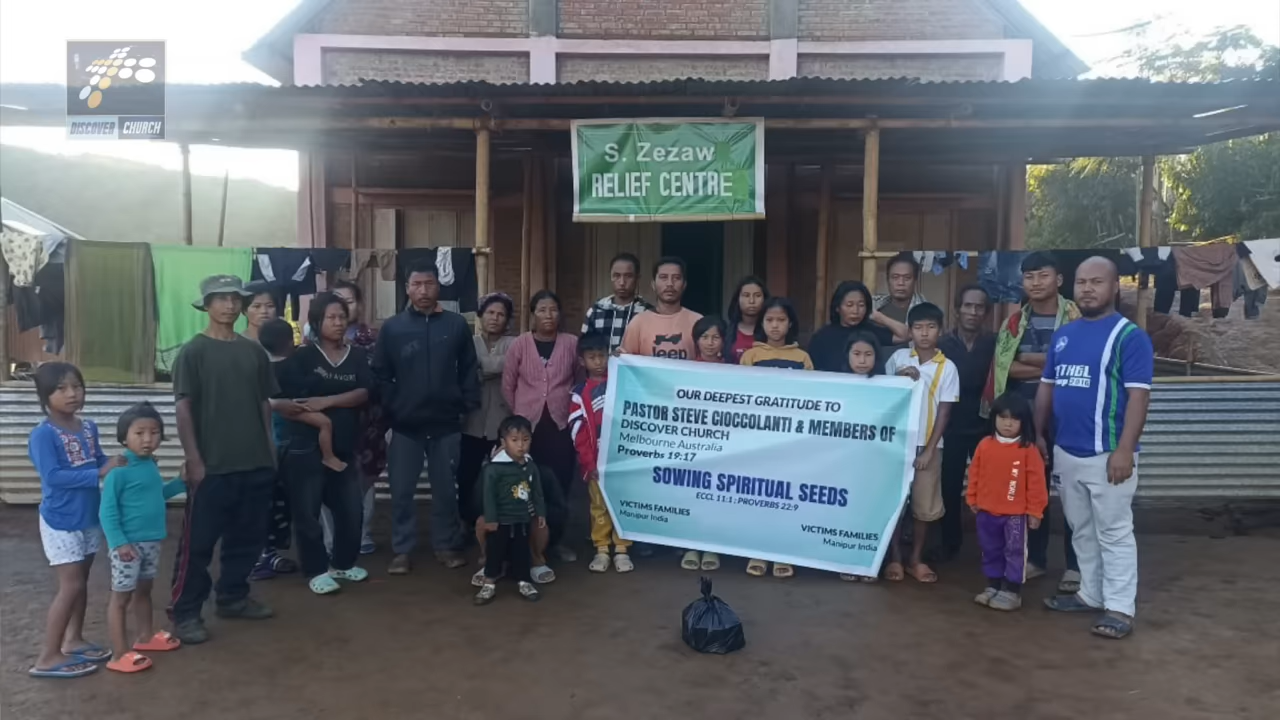 DISCOVER CHURCH
S. Zezaw
RELIEF CENTRE
Jeep
OUR DEEPEST GRATITUDE TO
PASTOR STEVE CIOCCOLANTI & MEMBERS OF
DISCOVER CHURCH
Melbourne Australia
Proverbs 19:17
SOWING SPIRITUAL SEEDS
ECCL 11:1 ; PROVERBS 22:9
VICTIMS FAMILIES
Manipur India
VICTIMS FAMILIES
Manipur India